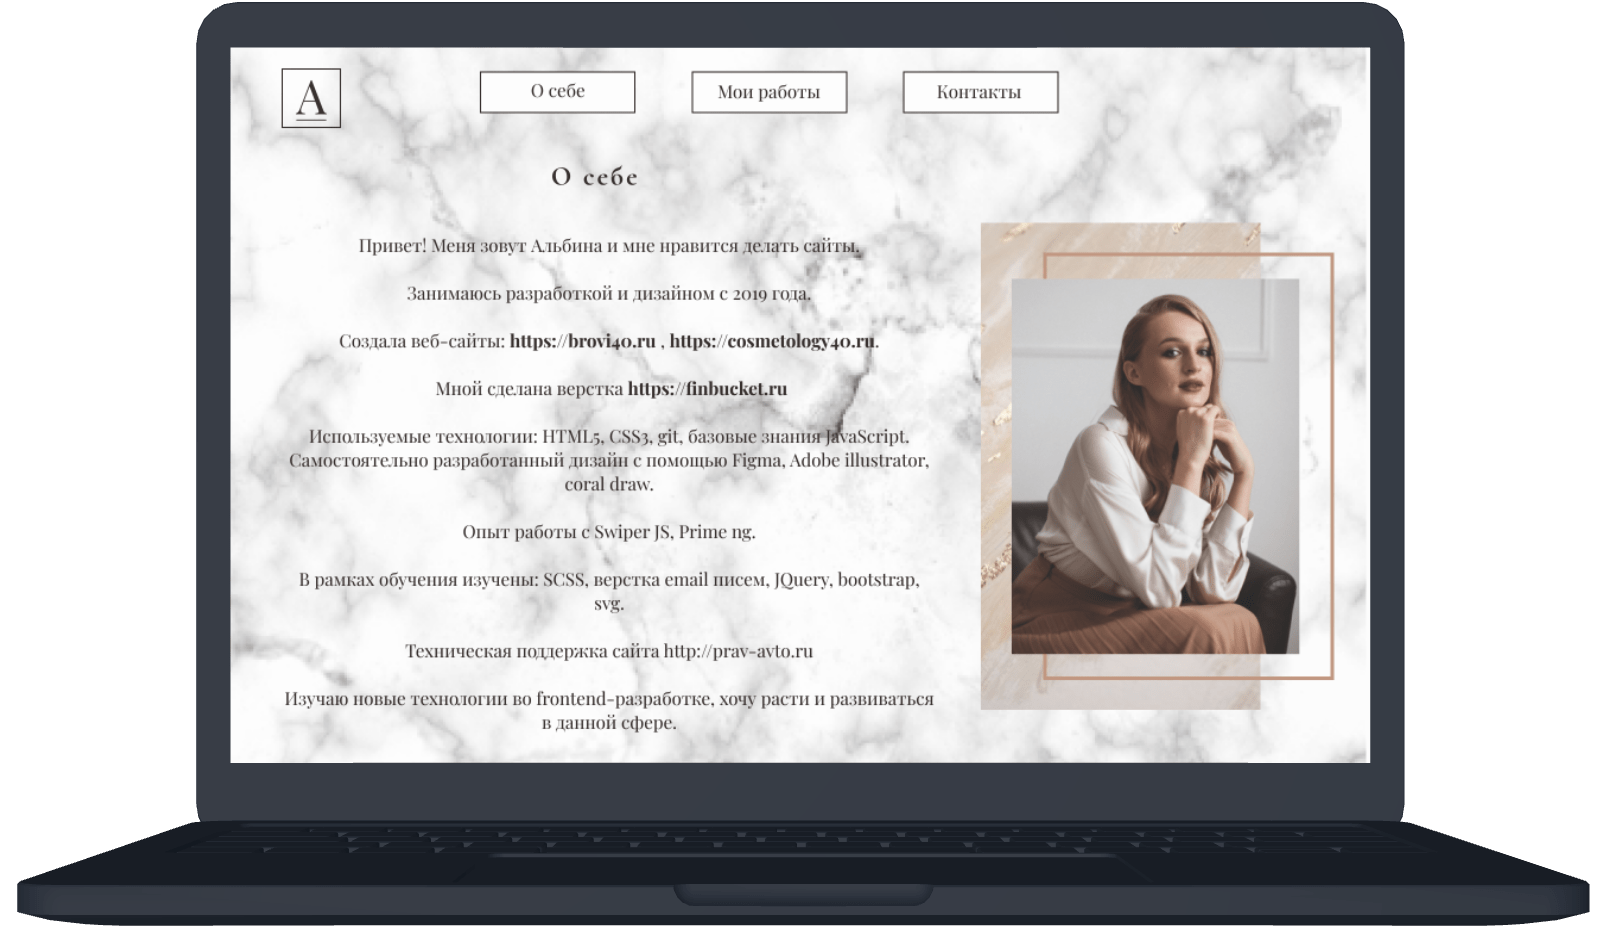 A
О себе
Мои работы
Контакты
О себе
Привет! Меня зовут Альбина и мне нравится делать сайты.
Занимаюсь разработкой и дизайном с 2019 года.
Создала веб-сайты: https://brovi40.ru , https://cosmetology40.ru.
Мной сделана верстка https://finbucket.ru
Используемые технологии: HTML5, CSS3, git, базовые знания JavaScript.
Самостоятельно разработанный дизайн с помощью Figma, Adobe illustrator,
coral draw.
Опыт работы с Swiper JS, Prime ng.
В рамках обучения изучены: SCSS, верстка email писем, JQuery, bootstrap,
svg.
Техническая поддержка сайта http://prav-avto.ru
Изучаю новые технологии во frontend-разработке, хочу расти и развиваться
в данной сфере.